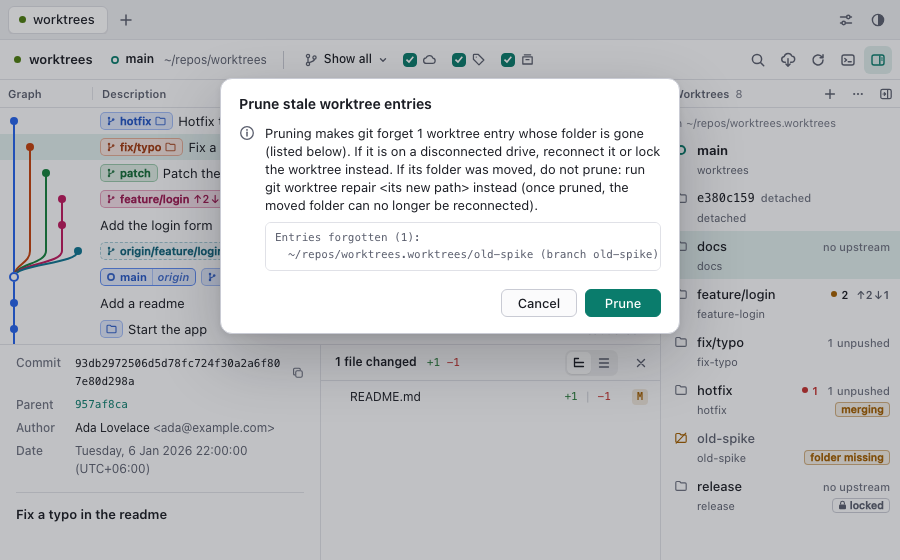 worktrees
worktrees main ~/repos/worktrees Show all
Graph Description
hotfix Hotfix
fix/typo Fix a
patch Patch the
feature/login ↑2↓
Add the login form
origin/feature/login
main origin
Add a readme
Start the app
Prune stale worktree entries
Pruning makes git forget 1 worktree entry whose folder is gone
(listed below). If it is on a disconnected drive, reconnect it or lock
the worktree instead. If its folder was moved, do not prune: run
git worktree repair <its new path> instead (once pruned, the
moved folder can no longer be reconnected).
Entries forgotten (1):
~/repos/worktrees.worktrees/old-spike (branch old-spike)
Cancel Prune
Worktrees 8
~/repos/worktrees.worktrees
main
worktrees
e380c159 detached
detached
docs no upstream
docs
feature/login 2 ↑2↓1
feature-login
fix/typo 1 unpushed
fix-typo
hotfix 1 1 unpushed
hotfix merging
old-spike
old-spike folder missing
release no upstream
release locked
Commit 93db2972506d5d78fc724f30a2a6f80
7e80d298a
Parent 957af8ca
Author Ada Lovelace <ada@example.com>
Date Tuesday, 6 Jan 2026 22:00:00
(UTC+06:00)
Fix a typo in the readme
1 file changed +1 −1
README.md +1 −1 M